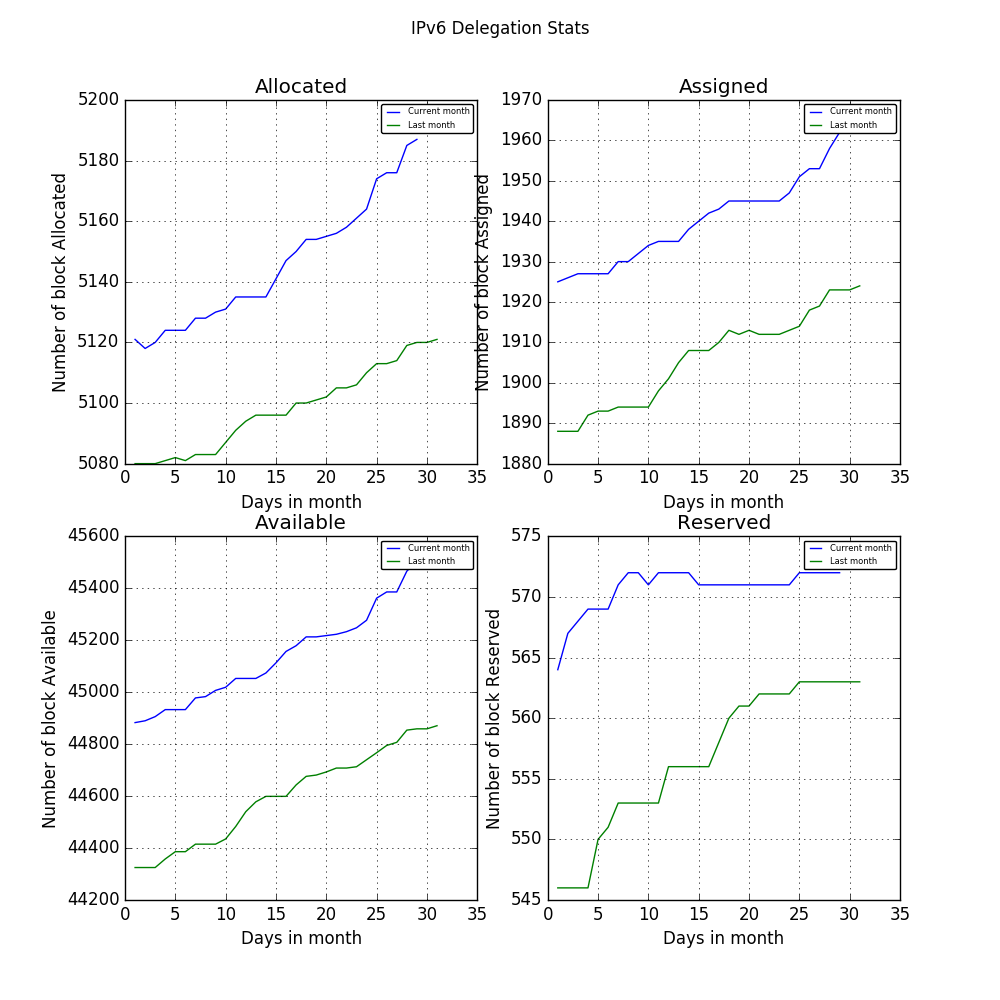 IPv6 Delegation Stats
Allocated
5200
5180
5160
5140
5120
5100
5080
Number of block Allocated
Current month
Last month
0 5 10 15 20 25 30 35
Days in month
Assigned
1970
1960
1950
1940
1930
1920
1910
1900
1890
1880
Number of block Assigned
Current month
Last month
0 5 10 15 20 25 30 35
Days in month
Available
45600
45400
45200
45000
44800
44600
44400
44200
Number of block Available
Current month
Last month
0 5 10 15 20 25 30 35
Days in month
Reserved
575
570
565
560
555
550
545
Number of block Reserved
Current month
Last month
0 5 10 15 20 25 30 35
Days in month